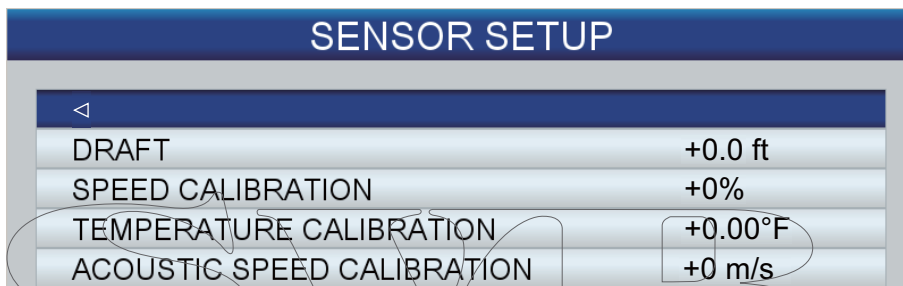 SENSOR SETUP
◁
DRAFT +0.0 ft
SPEED CALIBRATION +0%
TEMPERATURE CALIBRATION +0.00°F
ACOUSTIC SPEED CALIBRATION +0 m/s